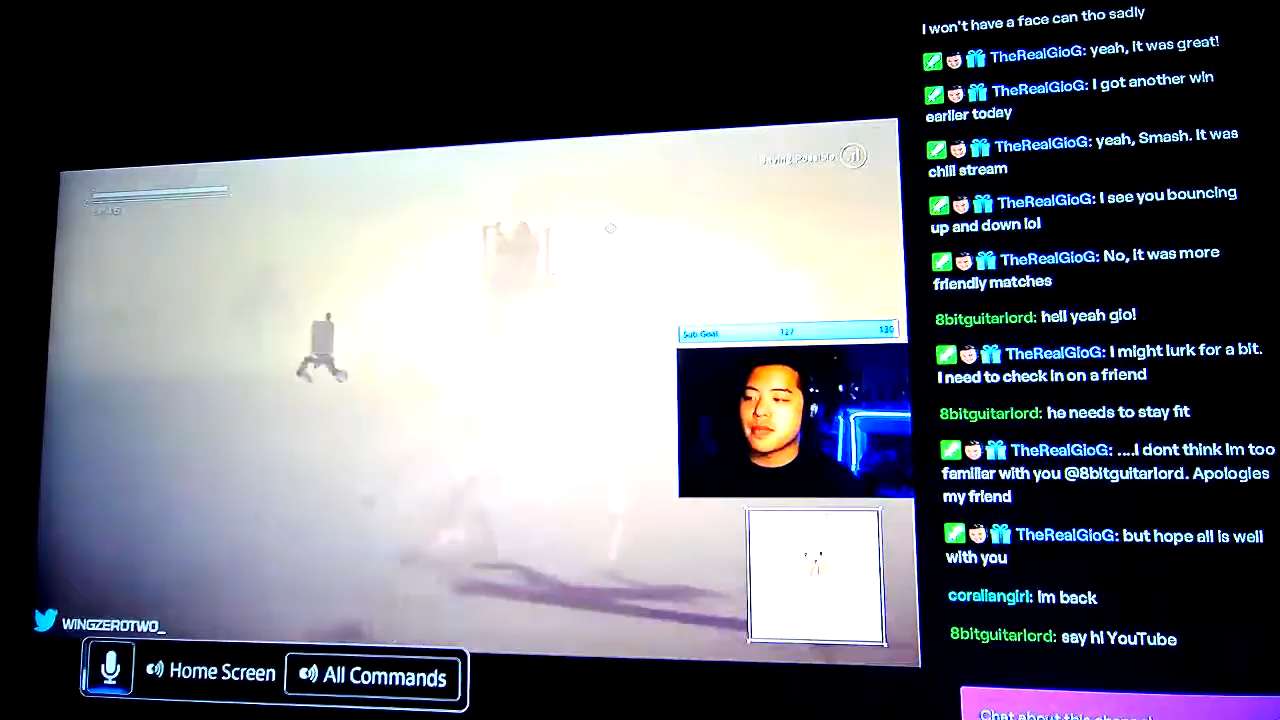 I won't have a face can tho sadly
TheRealGioG: yeah, it was great!
TheRealGioG: I got another win
earlier today
TheRealGioG: yeah, Smash. It was
chill stream
TheRealGioG: I see you bouncing
up and down lol
TheRealGioG: No, it was more
friendly matches
8bitguitarlord: hell yeah gio!
TheRealGioG: I might lurk for a bit.
I need to check in on a friend
8bitguitarlord: he needs to stay fit
TheRealGioG: ....I dont think Im too
familiar with you @8bitguitarlord. Apologies
my friend
TheRealGioG: but hope all is well
with you
coraliangirl: Im back
8bitguitarlord: say hi YouTube
Chat about this channel
Sub Goal 127 130
WINGZEROTWO_
Home Screen
All Commands